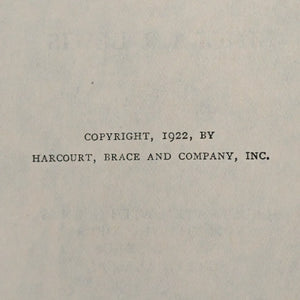 COPYRIGHT, 1922, BY
HARCOURT, BRACE AND COMPANY, INC.